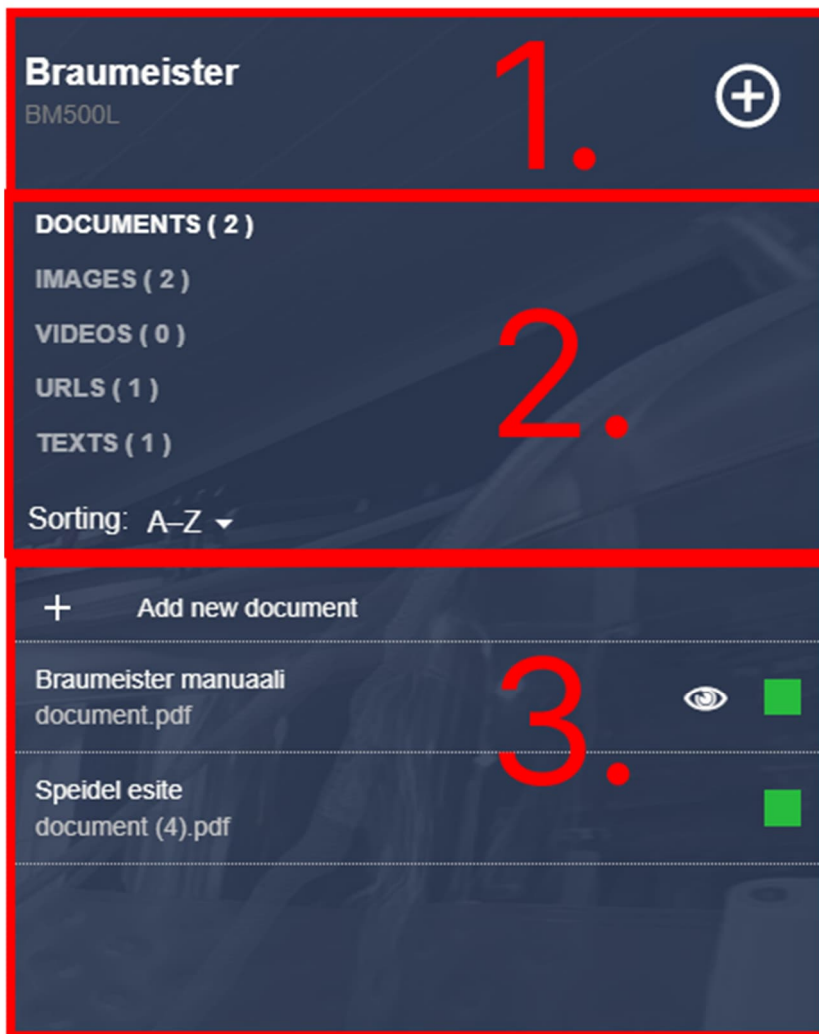 Braumeister
BM500L
1.
DOCUMENTS ( 2 )
IMAGES ( 2 )
VIDEOS ( 0 )
URLS ( 1 )
TEXTS ( 1 )
2.
Sorting: A–Z
+ Add new document
Braumeister manuaali
document.pdf
3.
Speidel esite
document (4).pdf